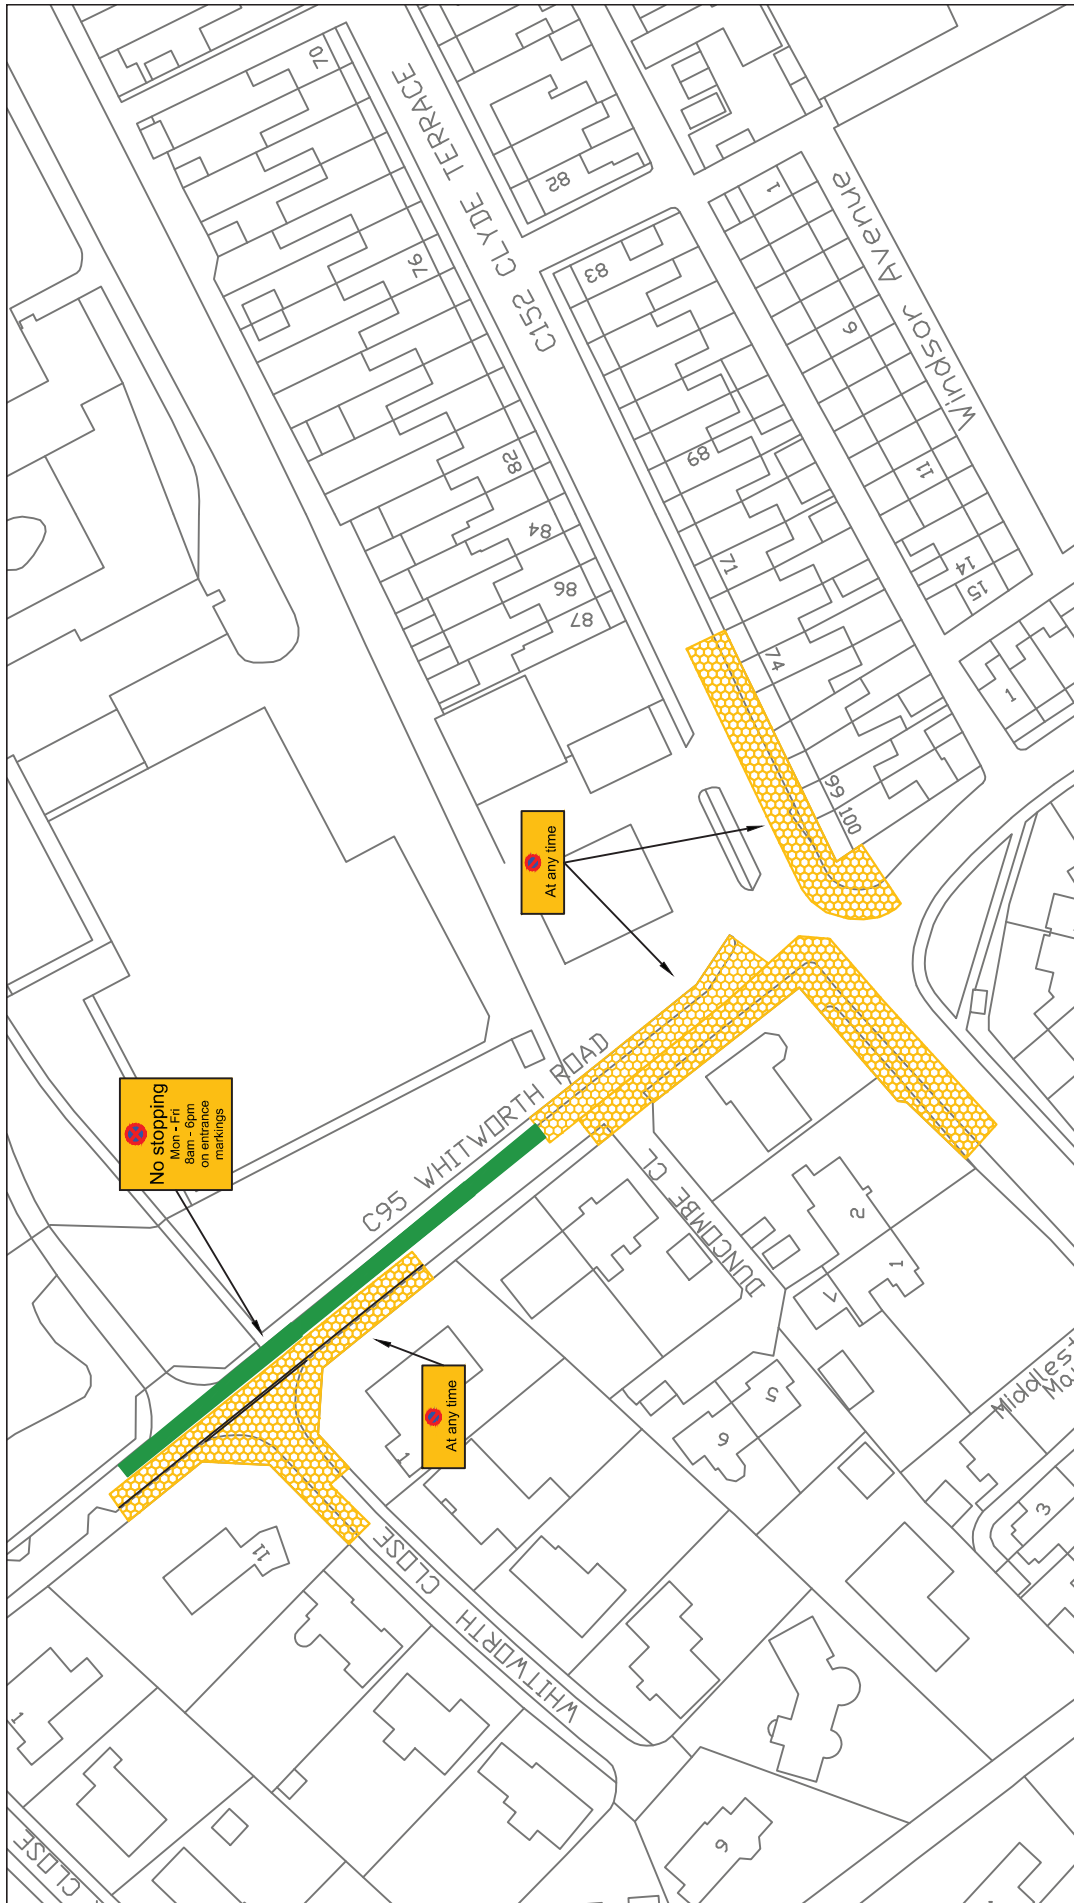 70
C152 CLYDE TERRACE
76
82
84
86
87
82
83
89
71
74
99
100
1
6
11
14
15
Windsor Avenue
1
At any time
No stopping
Mon - Fri
8am - 6pm
on entrance
markings
C95 WHITWORTH ROAD
At any time
DUNCOMBE CL
2
1
5
6
1
11
WHITWORTH CLOSE
3
9
1
CLOSE